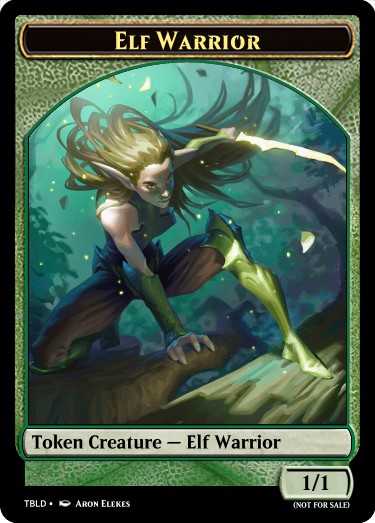 Elf Warrior
Token Creature — Elf Warrior
1/1
TBLD • Aron Elekes
(NOT FOR SALE)